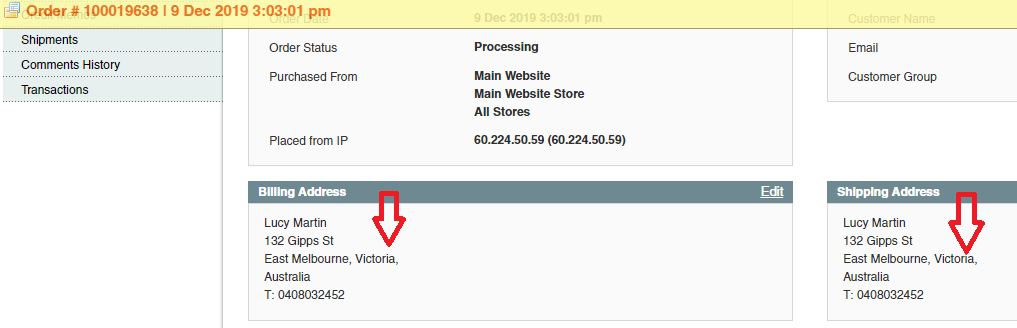 Order # 100019638 | 9 Dec 2019 3:03:01 pm
Credit Memos
Shipments
Comments History
Transactions
Order Date 9 Dec 2019 3:03:01 pm
Order Status Processing
Purchased From Main Website
Main Website Store
All Stores
Placed from IP 60.224.50.59 (60.224.50.59)
Customer Name
Email
Customer Group
Billing Address Edit
Lucy Martin
132 Gipps St
East Melbourne, Victoria,
Australia
T: 0408032452
Shipping Address
Lucy Martin
132 Gipps St
East Melbourne, Victoria,
Australia
T: 0408032452